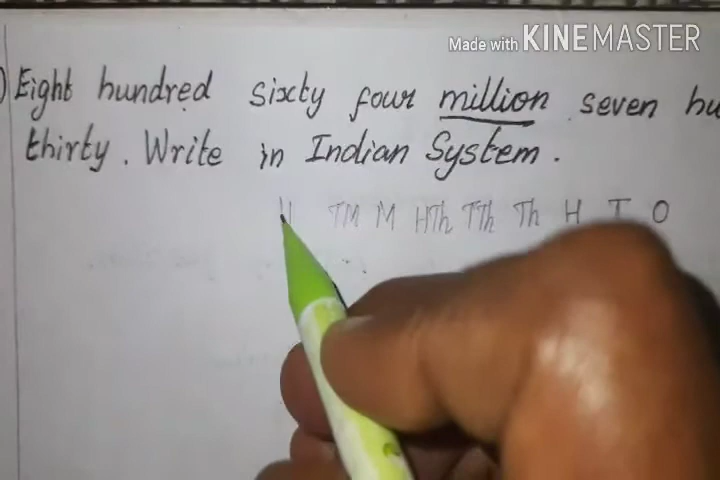 Made with KINEMASTER
Eight hundred sixty four million seven hu
thirty. Write in Indian System.
TM M HTh TTh Th H T O